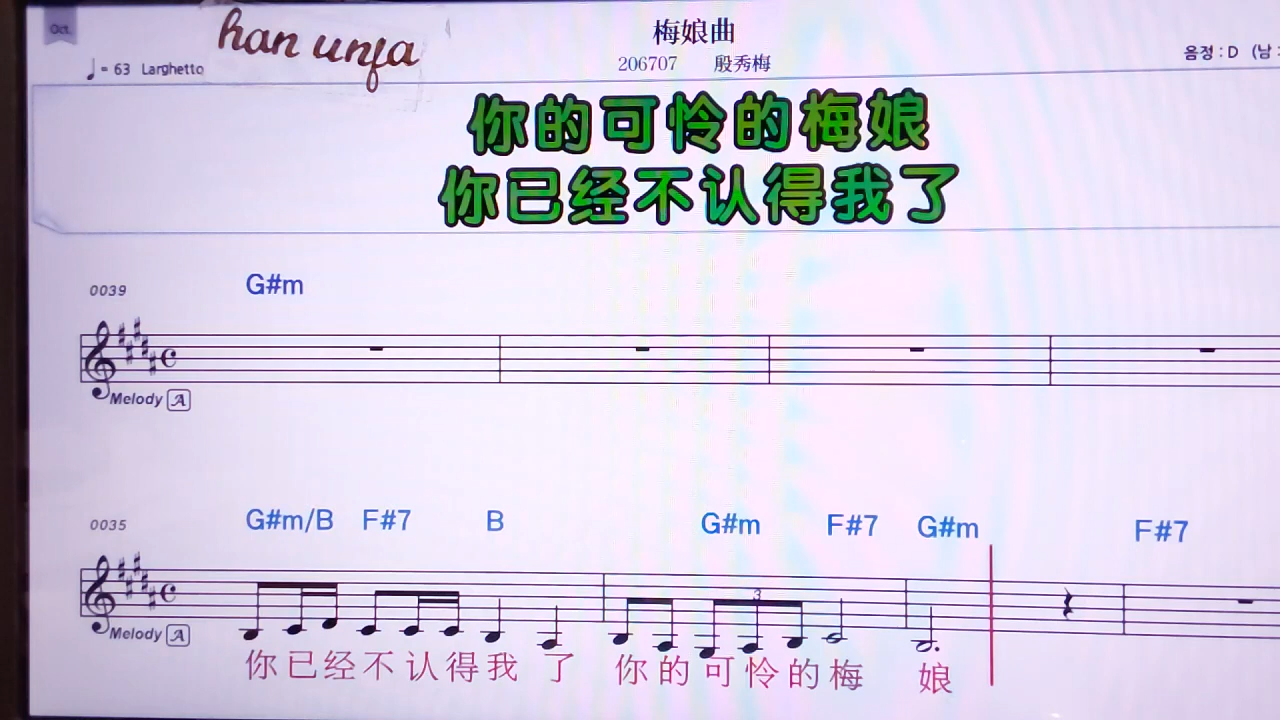 Oct.
han unfa
梅娘曲
♩= 63 Larghetto
206707 殷秀梅
음정 : D (남
你的可怜的梅娘
你已经不认得我了
0039
G#m
Melody A
0035
G#m/B F#7 B G#m F#7 G#m F#7
3
Melody A
你已经不认得我了 你的可怜的梅娘